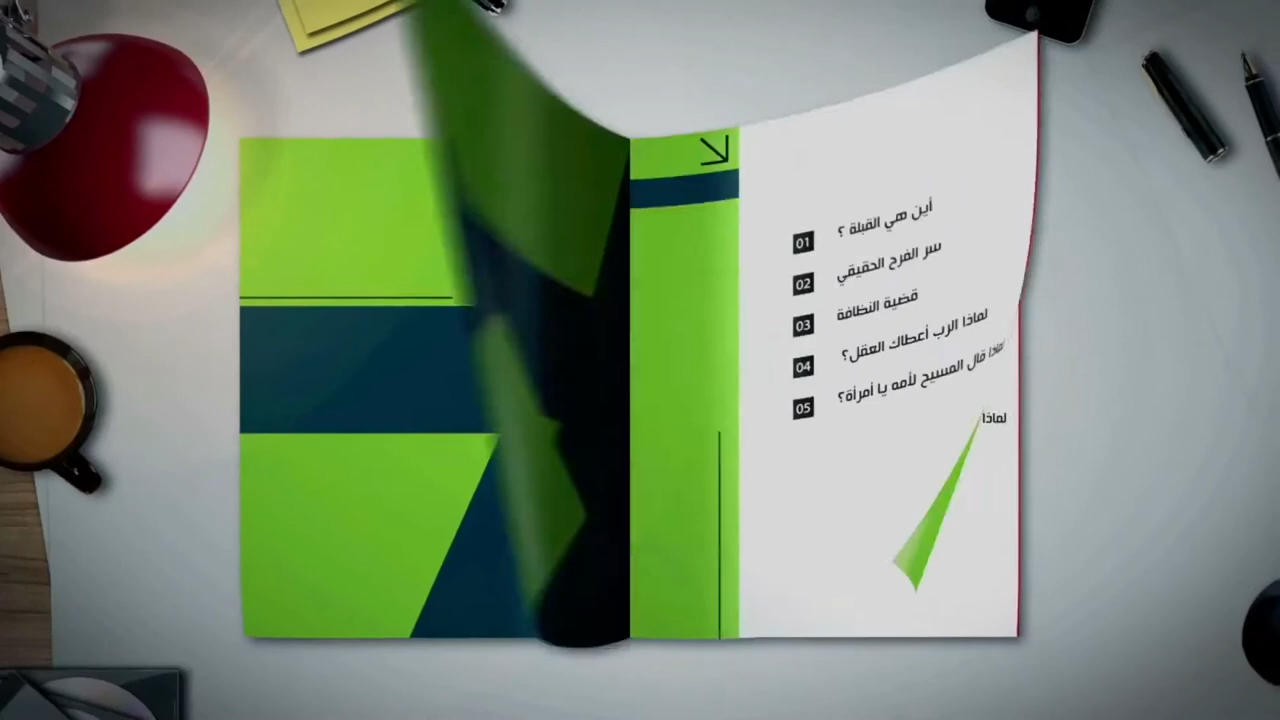 01 أين هي القبلة ؟
02 سر الفرح الحقيقي
03 قضية النظافة
04 لماذا الرب أعطاك العقل؟
05 لماذا قال المسيح لأمه يا أمرأة؟
لماذا